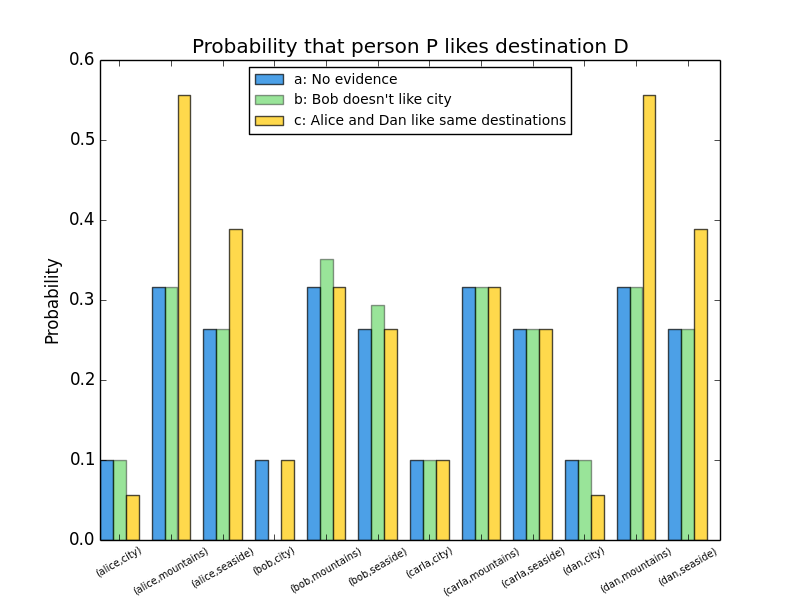 Probability that person P likes destination D
a: No evidence
b: Bob doesn't like city
c: Alice and Dan like same destinations
Probability
0.6
0.5
0.4
0.3
0.2
0.1
0.0
(alice,city)
(alice,mountains)
(alice,seaside)
(bob,city)
(bob,mountains)
(bob,seaside)
(carla,city)
(carla,mountains)
(carla,seaside)
(dan,city)
(dan,mountains)
(dan,seaside)